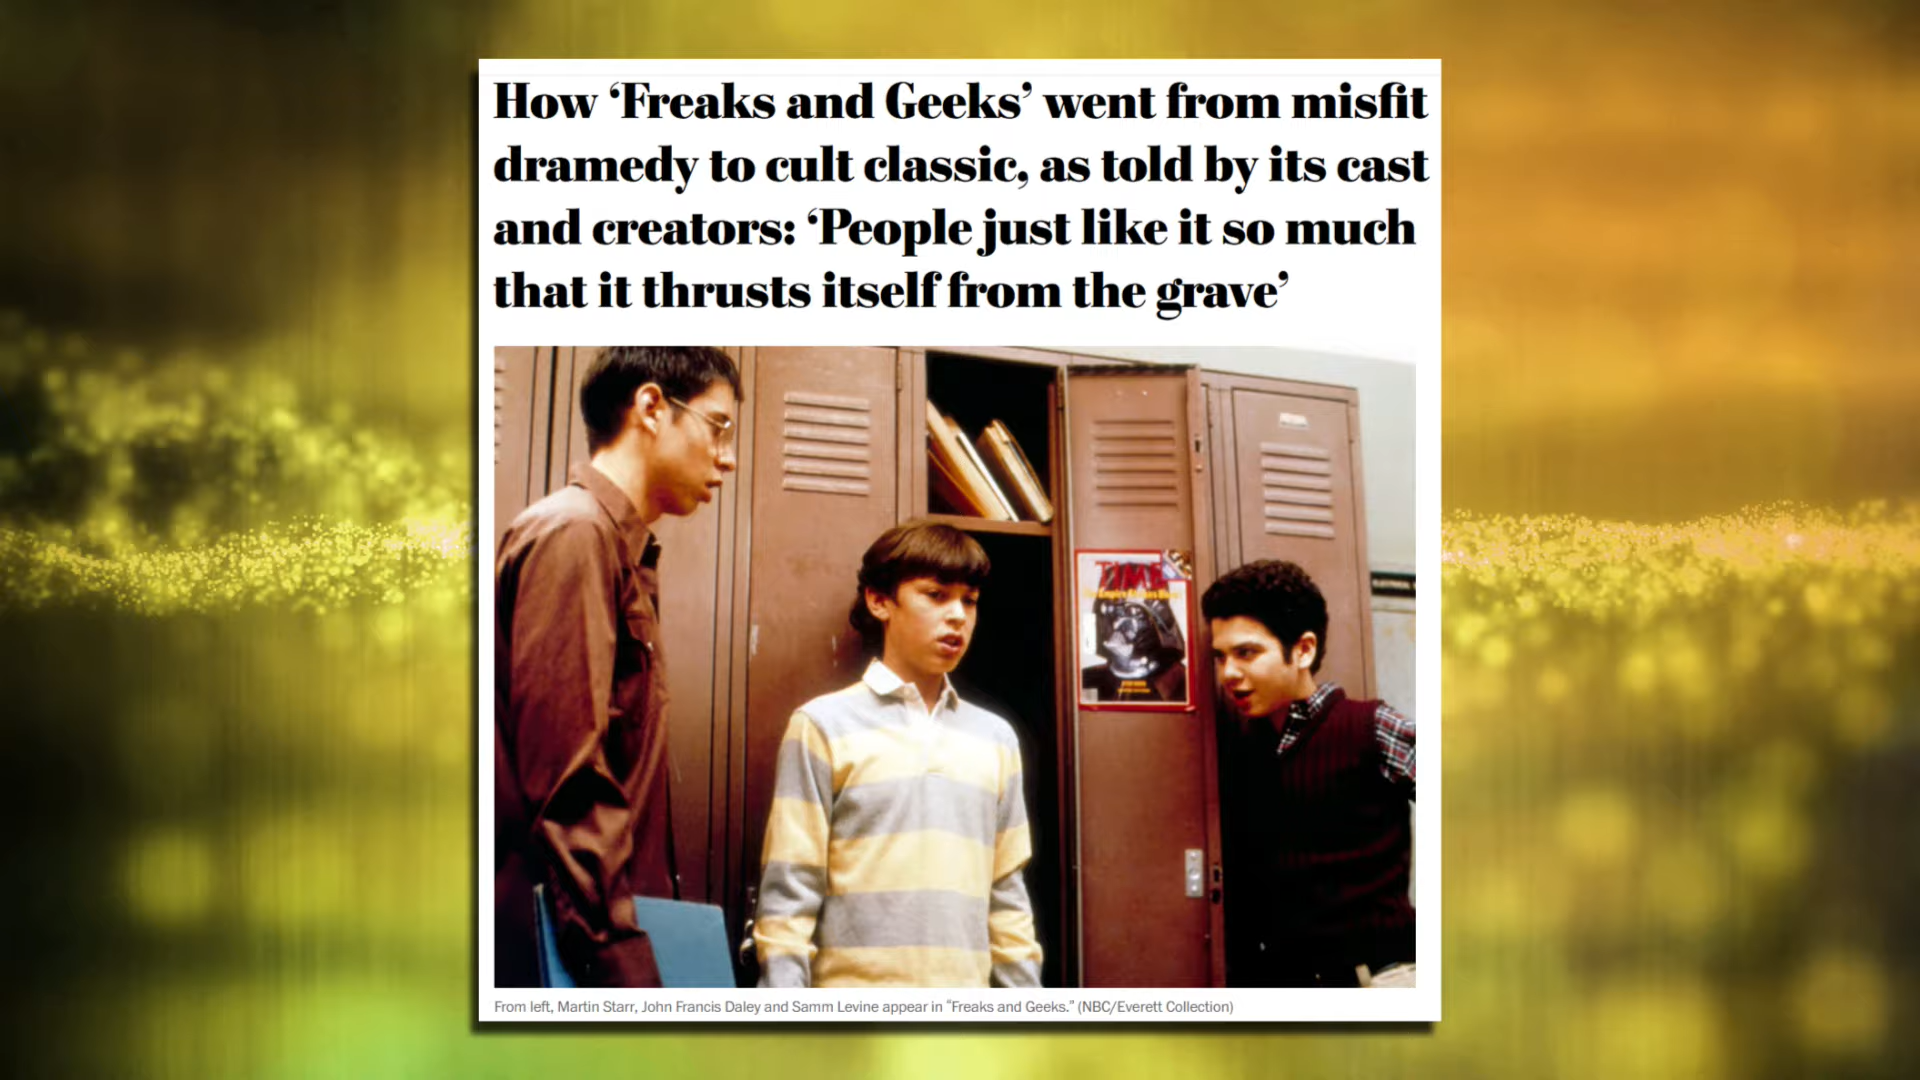 How ‘Freaks and Geeks’ went from misfit
dramedy to cult classic, as told by its cast
and creators: ‘People just like it so much
that it thrusts itself from the grave’
TIME
From left, Martin Starr, John Francis Daley and Samm Levine appear in “Freaks and Geeks.” (NBC/Everett Collection)